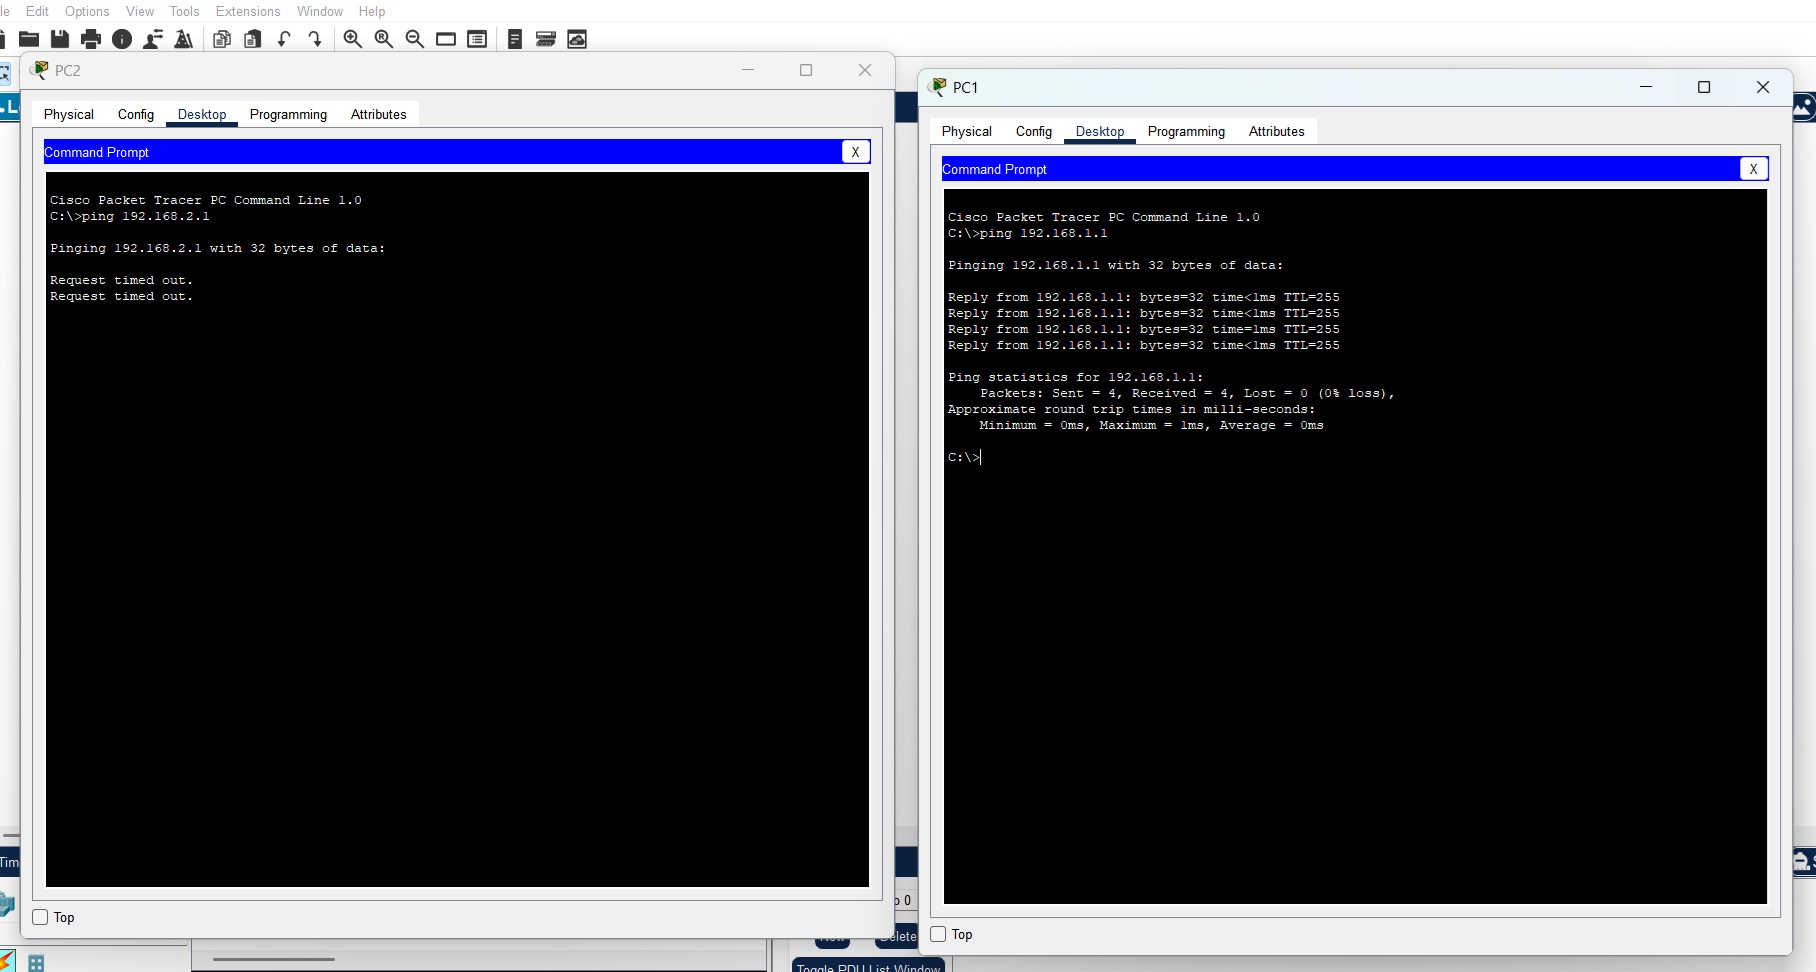 Edit Options View Tools Extensions Window Help
PC2
Physical Config Desktop Programming Attributes
Command Prompt X
Cisco Packet Tracer PC Command Line 1.0
C:\>ping 192.168.2.1
Pinging 192.168.2.1 with 32 bytes of data:
Request timed out.
Request timed out.
Top
PC1
Physical Config Desktop Programming Attributes
Command Prompt X
Cisco Packet Tracer PC Command Line 1.0
C:\>ping 192.168.1.1
Pinging 192.168.1.1 with 32 bytes of data:
Reply from 192.168.1.1: bytes=32 time<1ms TTL=255
Reply from 192.168.1.1: bytes=32 time<1ms TTL=255
Reply from 192.168.1.1: bytes=32 time=1ms TTL=255
Reply from 192.168.1.1: bytes=32 time<1ms TTL=255
Ping statistics for 192.168.1.1:
Packets: Sent = 4, Received = 4, Lost = 0 (0% loss),
Approximate round trip times in milli-seconds:
Minimum = 0ms, Maximum = 1ms, Average = 0ms
C:\>
Top
Toggle PDU List Window